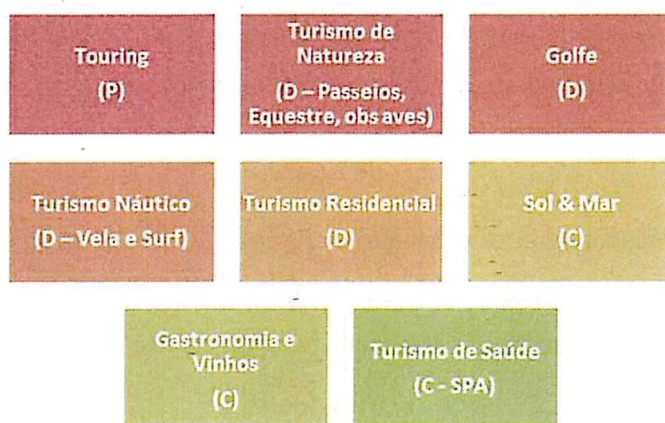 Touring
(P)
Turismo de
Natureza
(D – Passeios,
Equestre, obs aves)
Golfe
(D)
Turismo Náutico
(D – Vela e Surf)
Turismo Residencial
(D)
Sol & Mar
(C)
Gastronomia e
Vinhos
(C)
Turismo de Saúde
(C - SPA)